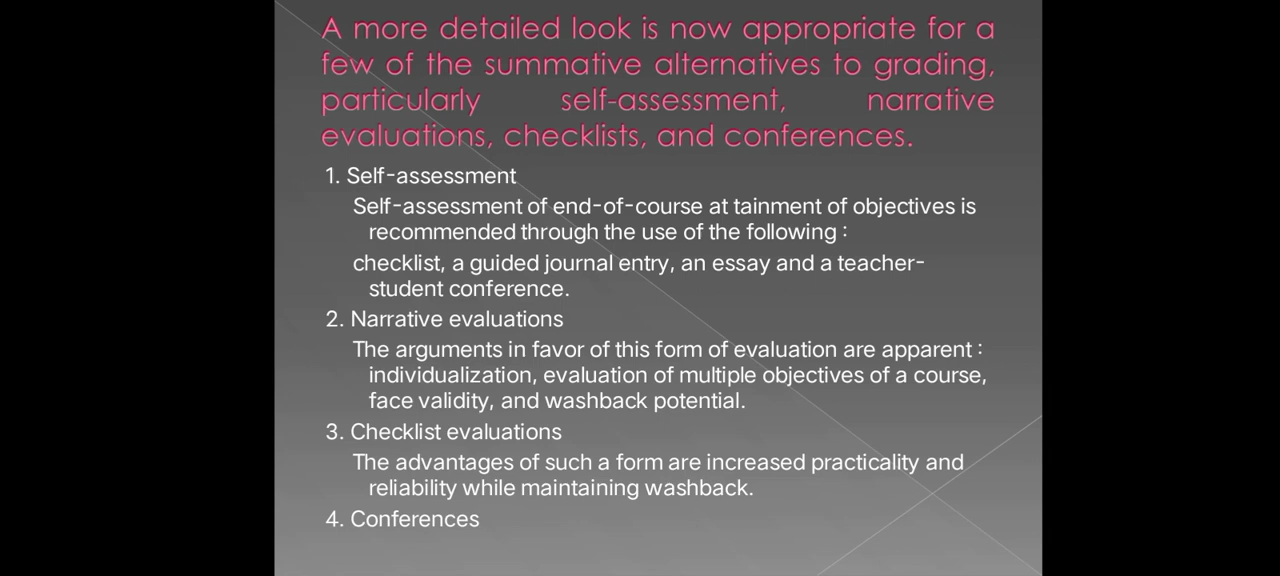 A more detailed look is now appropriate for a
few of the summative alternatives to grading,
particularly self-assessment, narrative
evaluations, checklists, and conferences.
1. Self-assessment
Self-assessment of end-of-course at tainment of objectives is
recommended through the use of the following :
checklist, a guided journal entry, an essay and a teacher-
student conference.
2. Narrative evaluations
The arguments in favor of this form of evaluation are apparent :
individualization, evaluation of multiple objectives of a course,
face validity, and washback potential.
3. Checklist evaluations
The advantages of such a form are increased practicality and
reliability while maintaining washback.
4. Conferences